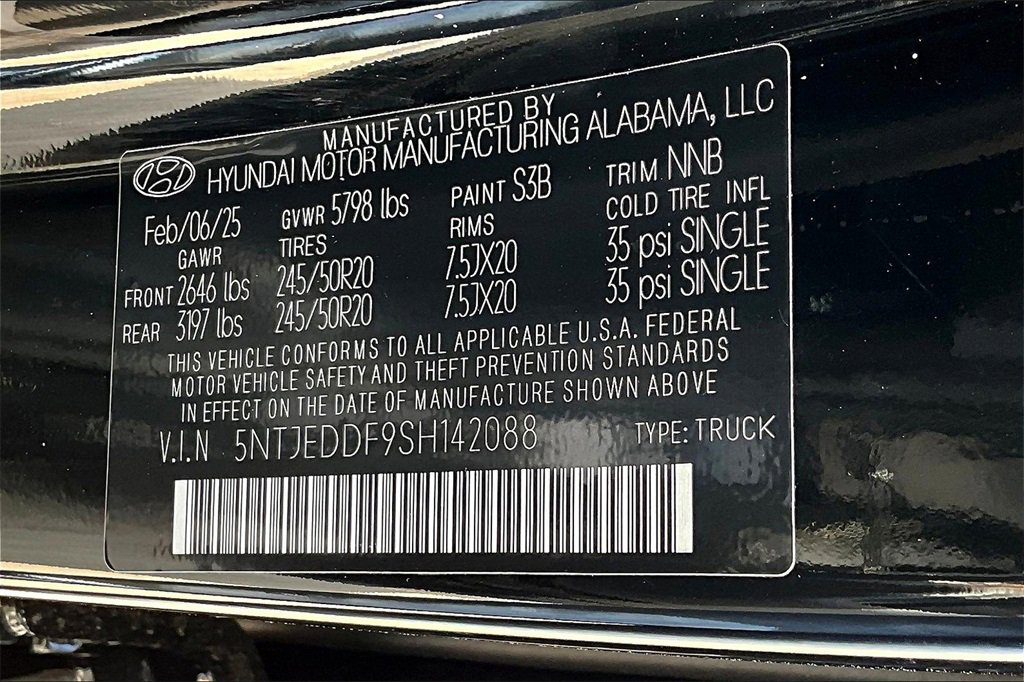 MANUFACTURED BY
HYUNDAI MOTOR MANUFACTURING ALABAMA, LLC
Feb/06/25 GVWR 5798 lbs PAINT S3B TRIM NNB
GAWR TIRES RIMS COLD TIRE INFL
FRONT 2646 lbs 245/50R20 7.5JX20 35 psi SINGLE
REAR 3197 lbs 245/50R20 7.5JX20 35 psi SINGLE
THIS VEHICLE CONFORMS TO ALL APPLICABLE U.S.A. FEDERAL
MOTOR VEHICLE SAFETY AND THEFT PREVENTION STANDARDS
IN EFFECT ON THE DATE OF MANUFACTURE SHOWN ABOVE
V.I.N 5NTJEDDF9SH142088 TYPE: TRUCK